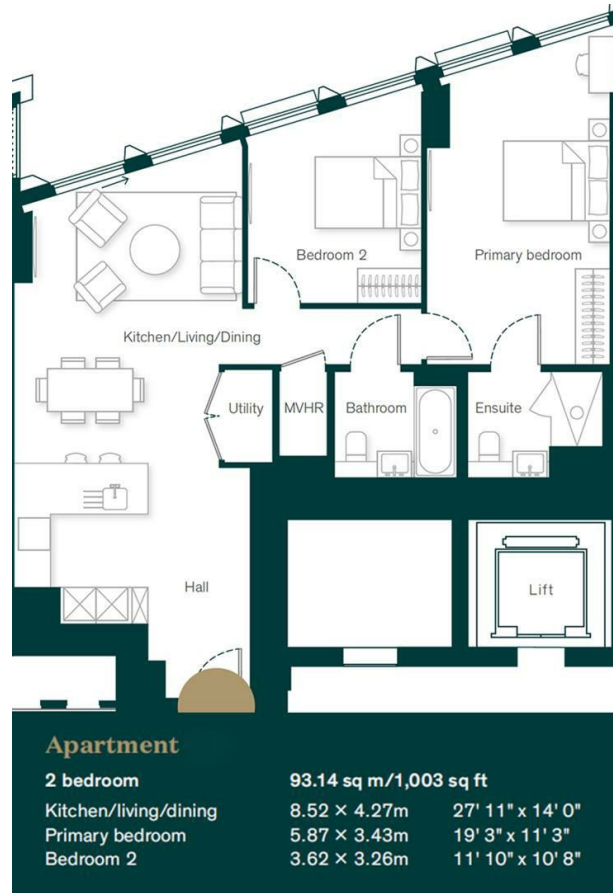 Bedroom 2
Primary bedroom
Kitchen/Living/Dining
Utility
MVHR
Bathroom
Ensuite
Hall
Lift
Apartment
2 bedroom 93.14 sq m/1,003 sq ft
Kitchen/living/dining 8.52 × 4.27m 27' 11" x 14' 0"
Primary bedroom 5.87 × 3.43m 19' 3" x 11' 3"
Bedroom 2 3.62 × 3.26m 11' 10" x 10' 8"